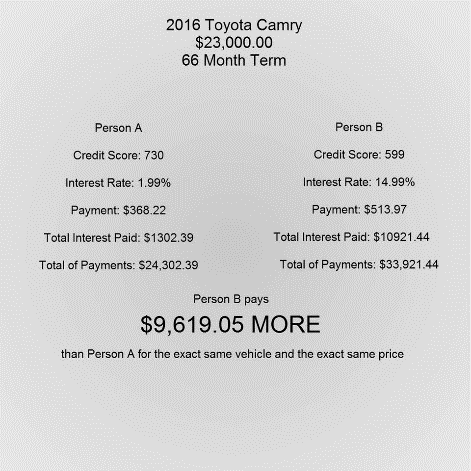 2016 Toyota Camry
$23,000.00
66 Month Term
Person A
Credit Score: 730
Interest Rate: 1.99%
Payment: $368.22
Total Interest Paid: $1302.39
Total of Payments: $24,302.39
Person B
Credit Score: 599
Interest Rate: 14.99%
Payment: $513.97
Total Interest Paid: $10921.44
Total of Payments: $33,921.44
Person B pays
$9,619.05 MORE
than Person A for the exact same vehicle and the exact same price